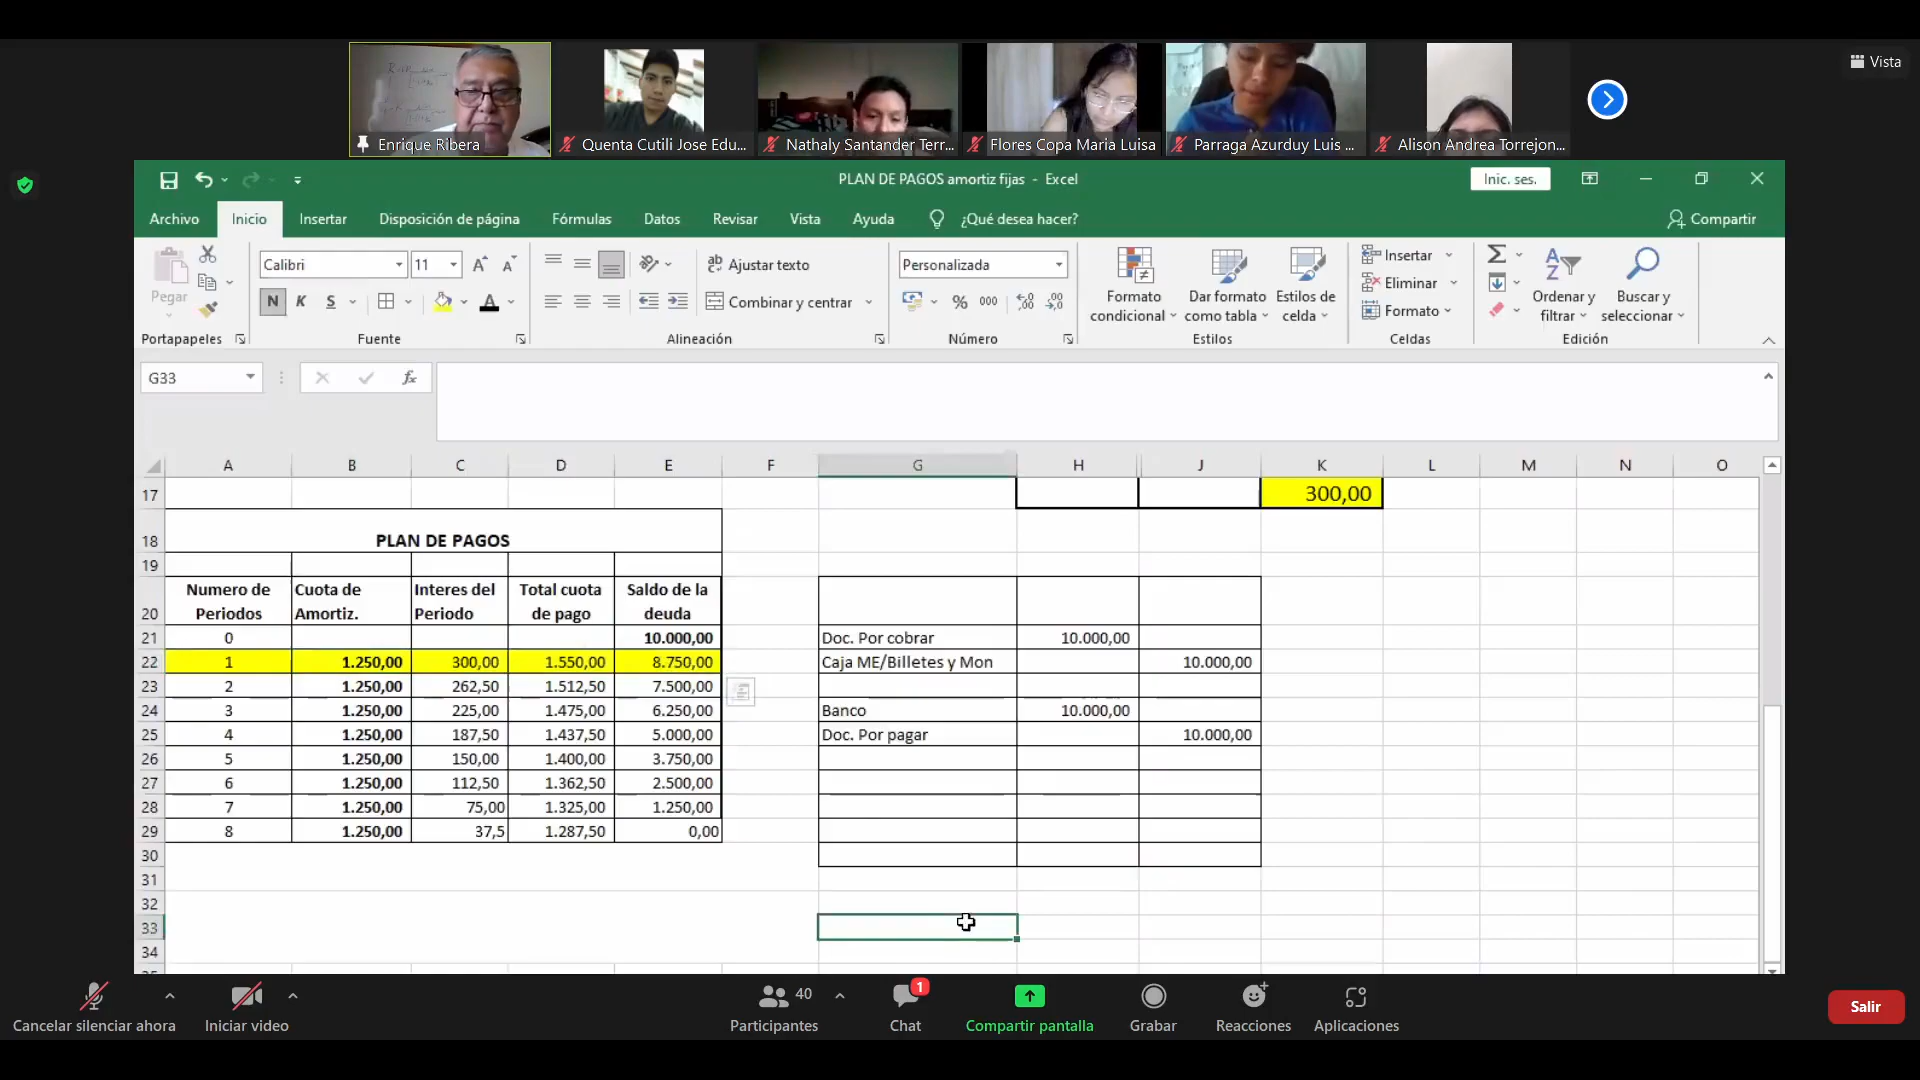 Vista
Enrique Ribera
Quenta Cutili Jose Edu...
Nathaly Santander Terr...
Flores Copa Maria Luisa
Parraga Azurduy Luis ...
Alison Andrea Torrejon...
PLAN DE PAGOS amortiz fijas - Excel
Inic. ses.
Archivo Inicio Insertar Disposición de página Fórmulas Datos Revisar Vista Ayuda ¿Qué desea hacer? Compartir
Pegar
Calibri 11
N K S
Ajustar texto
Combinar y centrar
Personalizada
% 000
Formato condicional
Dar formato como tabla
Estilos de celda
Insertar
Eliminar
Formato
Ordenar y filtrar
Buscar y seleccionar
Portapapeles Fuente Alineación Número Estilos Celdas Edición
G33 fx
A B C D E F G H J K L M N O
17 300,00
18 PLAN DE PAGOS
19
20 Numero de Periodos Cuota de Amortiz. Interes del Periodo Total cuota de pago Saldo de la deuda
21 0 10.000,00 Doc. Por cobrar 10.000,00
22 1 1.250,00 300,00 1.550,00 8.750,00 Caja ME/Billetes y Mon 10.000,00
23 2 1.250,00 262,50 1.512,50 7.500,00
24 3 1.250,00 225,00 1.475,00 6.250,00 Banco 10.000,00
25 4 1.250,00 187,50 1.437,50 5.000,00 Doc. Por pagar 10.000,00
26 5 1.250,00 150,00 1.400,00 3.750,00
27 6 1.250,00 112,50 1.362,50 2.500,00
28 7 1.250,00 75,00 1.325,00 1.250,00
29 8 1.250,00 37,5 1.287,50 0,00
30
31
32
33
34
Cancelar silenciar ahora
Iniciar video
40
Participantes
1
Chat
Compartir pantalla
Grabar
Reacciones
Aplicaciones
Salir